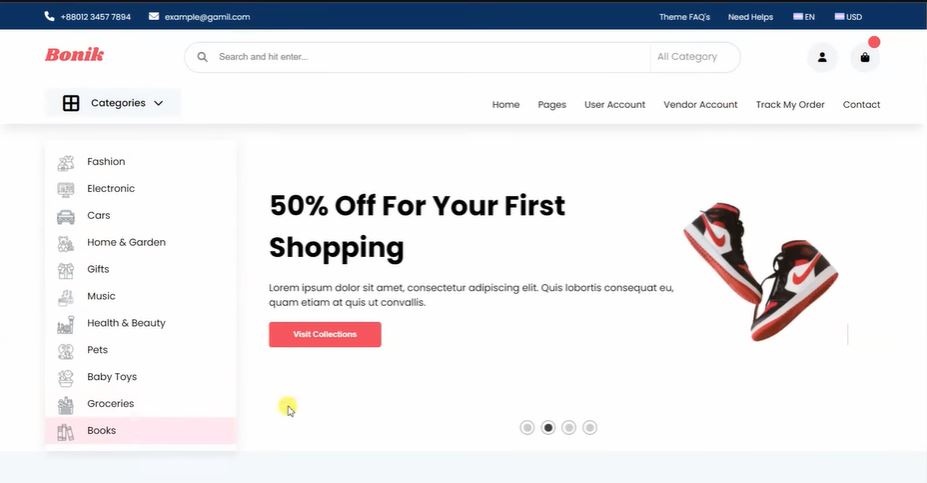 +88012 3457 7894
example@gamil.com
Theme FAQ's
Need Helps
EN
USD
Bonik
Search and hit enter...
All Category
Categories
Home
Pages
User Account
Vendor Account
Track My Order
Contact
Fashion
Electronic
Cars
Home & Garden
Gifts
Music
Health & Beauty
Pets
Baby Toys
Groceries
Books
50% Off For Your First
Shopping
Lorem ipsum dolor sit amet, consectetur adipiscing elit. Quis lobortis consequat eu,
quam etiam at quis ut convallis.
Visit Collections